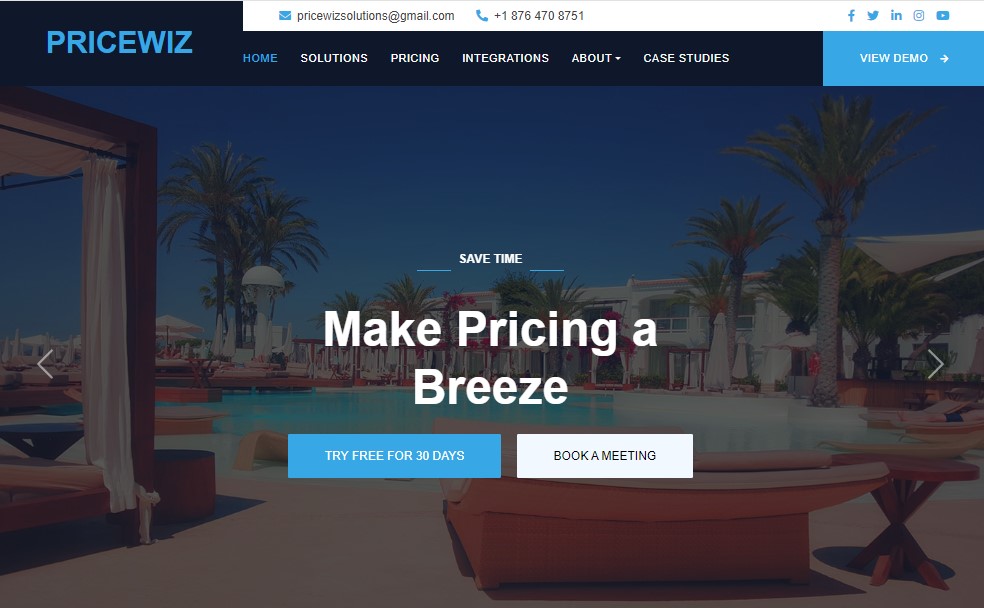 PRICEWIZ
pricewizsolutions@gmail.com +1 876 470 8751
HOME SOLUTIONS PRICING INTEGRATIONS ABOUT CASE STUDIES VIEW DEMO
SAVE TIME
Make Pricing a
Breeze
TRY FREE FOR 30 DAYS BOOK A MEETING